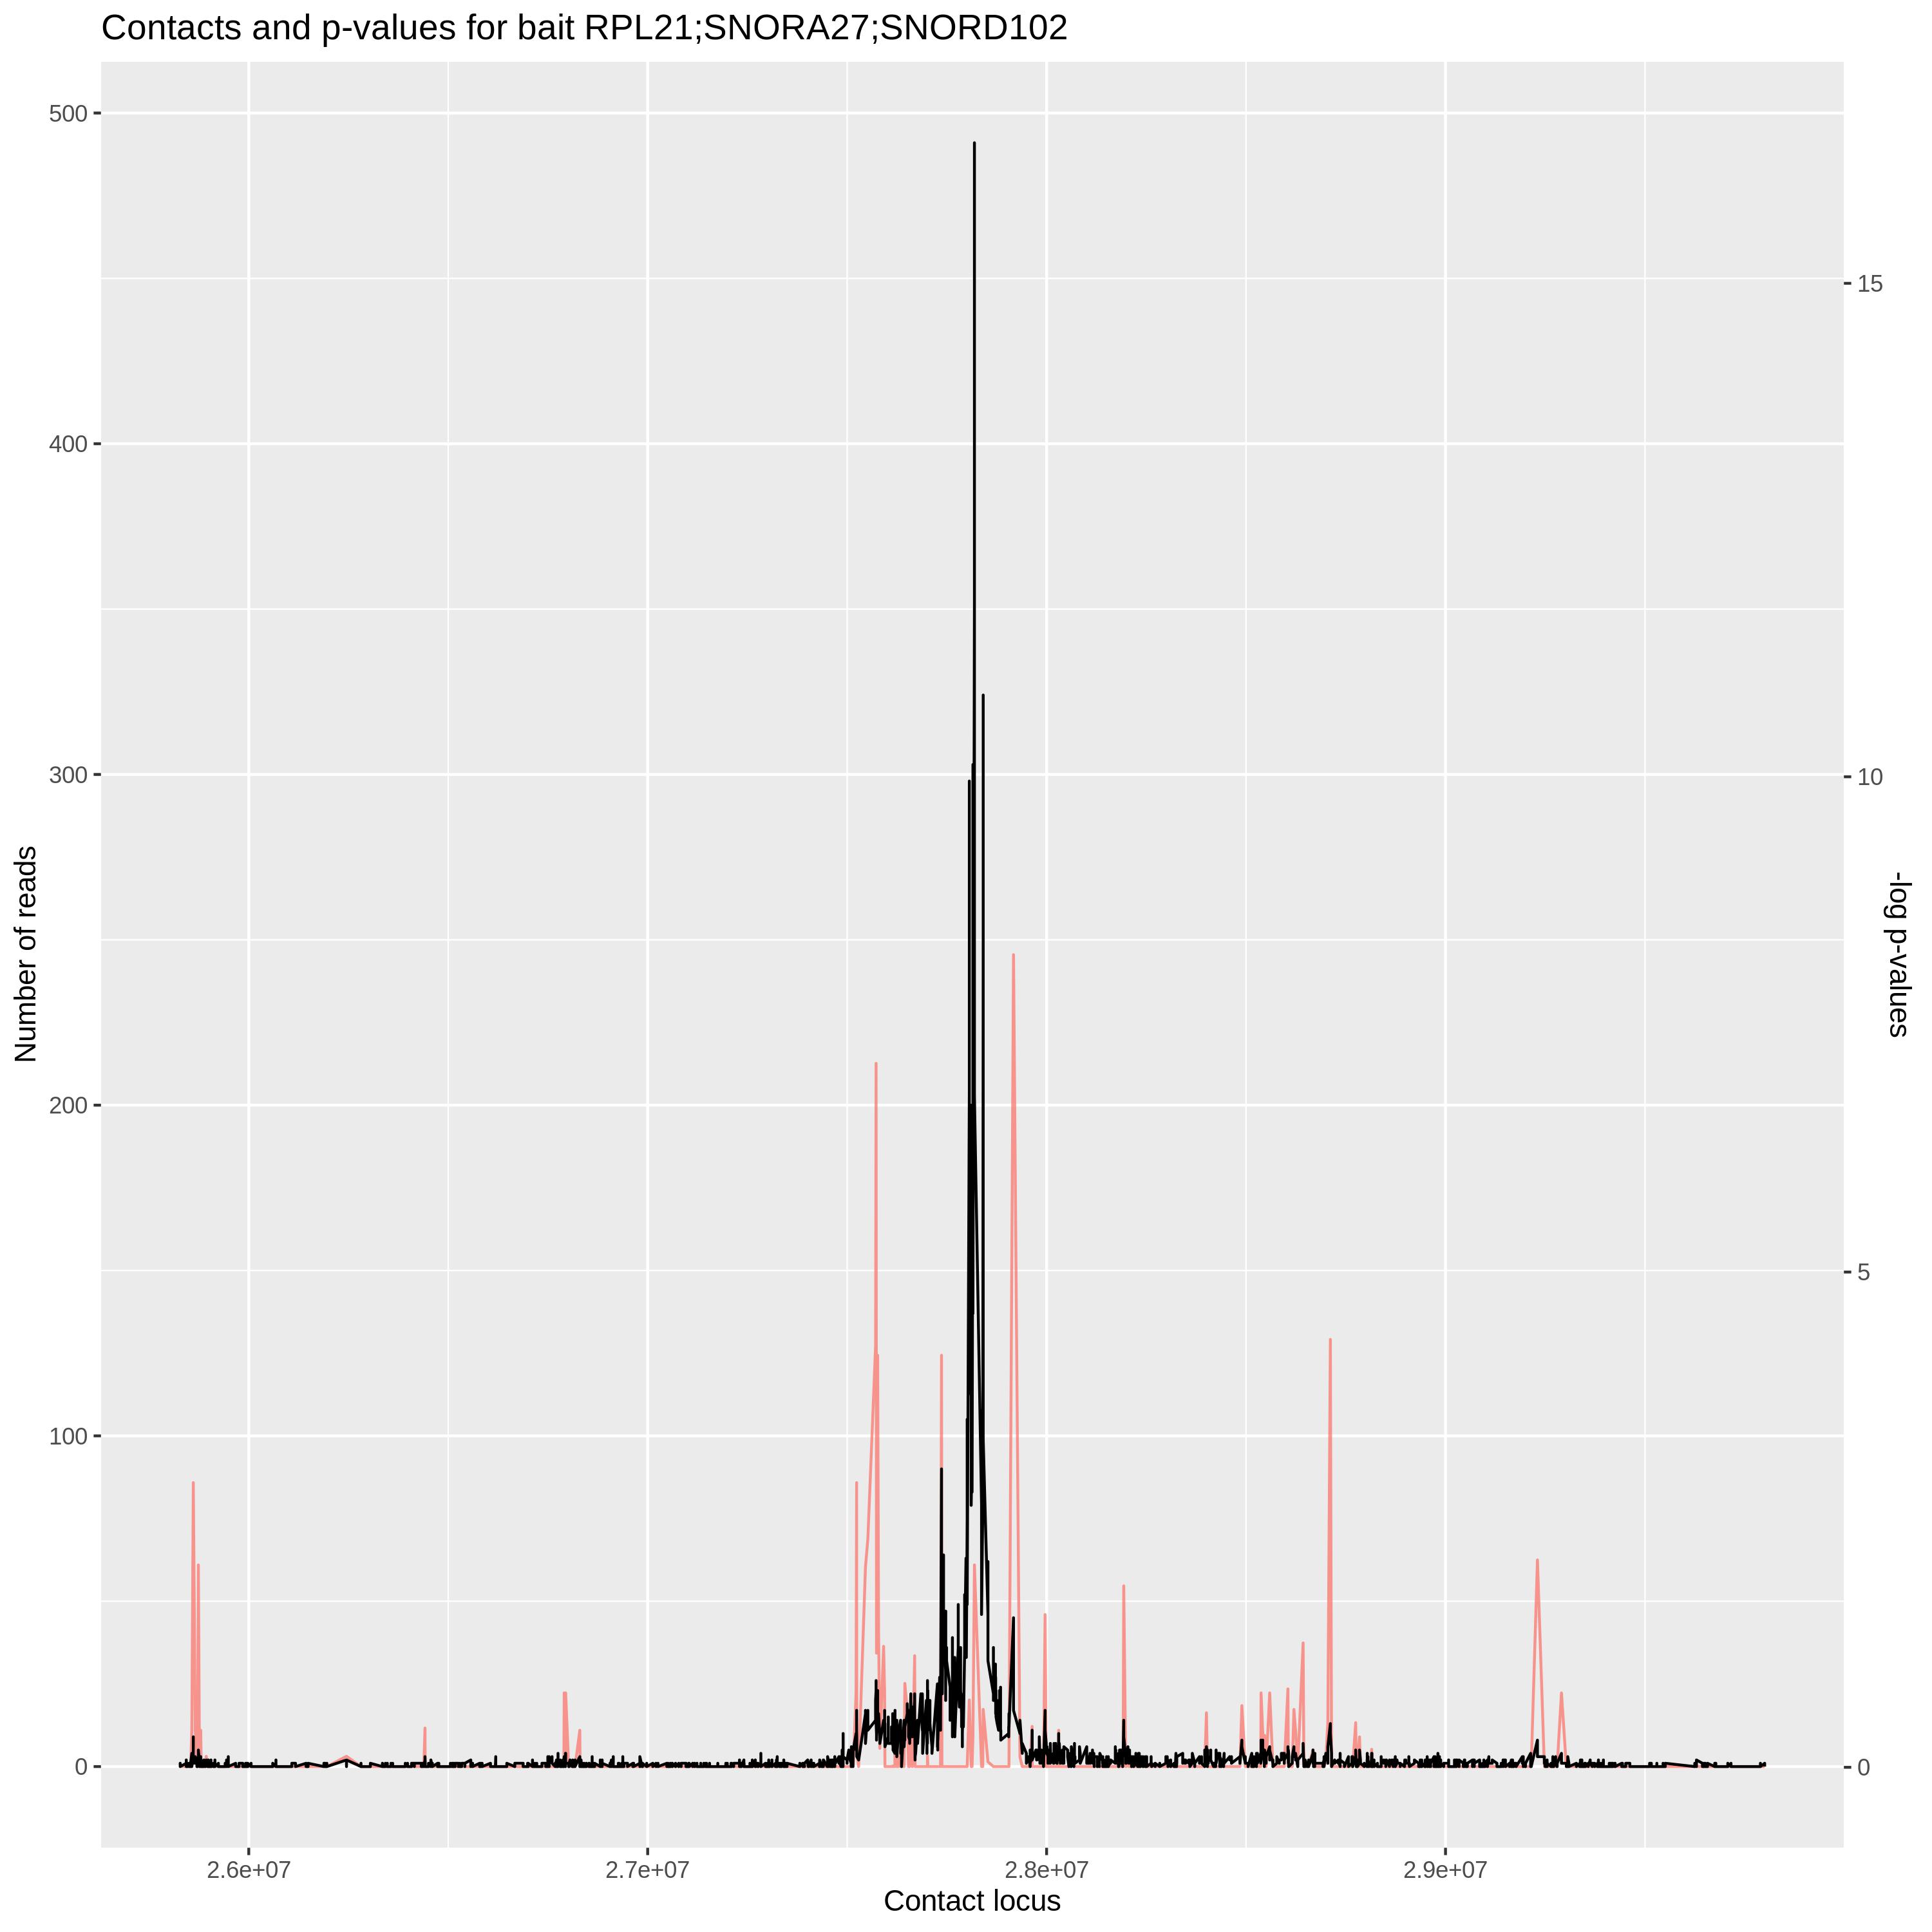 Contacts and p-values for bait RPL21;SNORA27;SNORD102
500
400
300
200
100
0
Number of reads
15
10
5
0
-log p-values
2.6e+07
2.7e+07
2.8e+07
2.9e+07
Contact locus